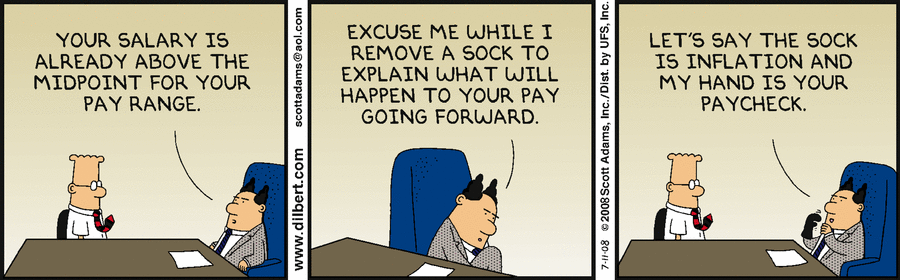 YOUR SALARY IS
ALREADY ABOVE THE
MIDPOINT FOR YOUR
PAY RANGE.
www.dilbert.com scottadams@aol.com
EXCUSE ME WHILE I
REMOVE A SOCK TO
EXPLAIN WHAT WILL
HAPPEN TO YOUR PAY
GOING FORWARD.
7-11-08 © 2008 Scott Adams, Inc./Dist. by UFS, Inc.
LET'S SAY THE SOCK
IS INFLATION AND
MY HAND IS YOUR
PAYCHECK.